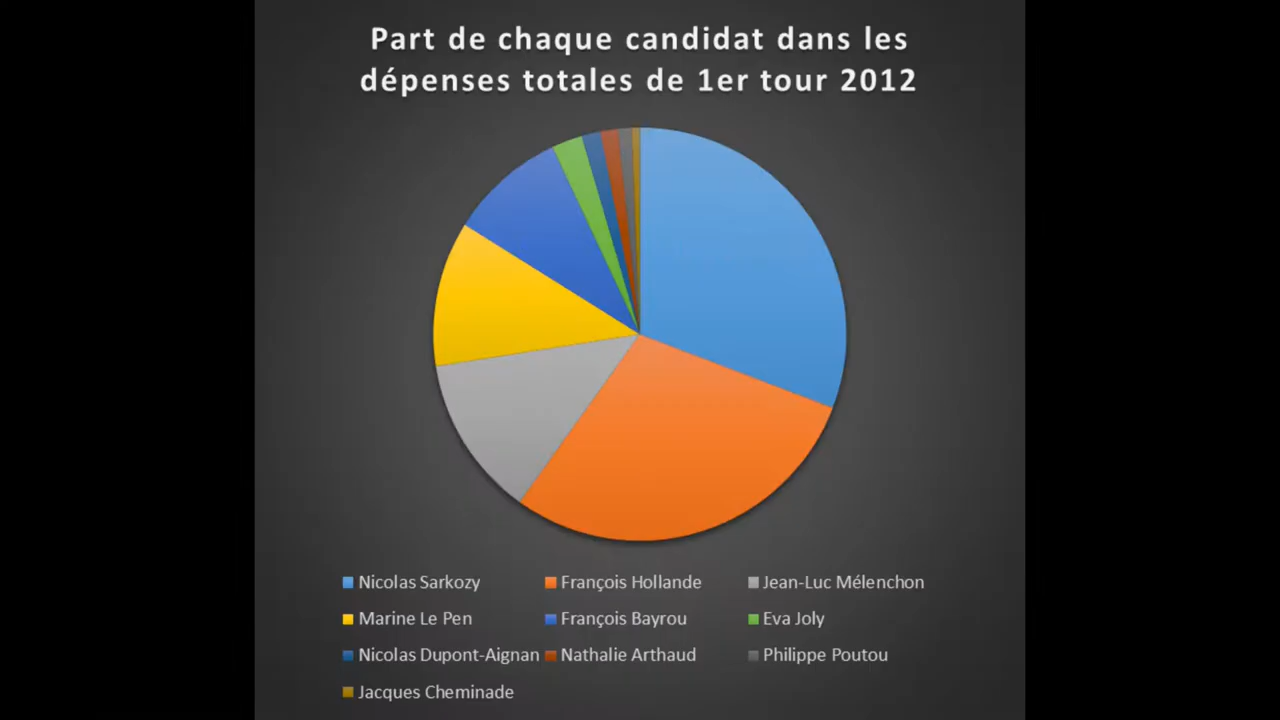 Part de chaque candidat dans les
dépenses totales de 1er tour 2012
Nicolas Sarkozy François Hollande Jean-Luc Mélenchon
Marine Le Pen François Bayrou Eva Joly
Nicolas Dupont-Aignan Nathalie Arthaud Philippe Poutou
Jacques Cheminade